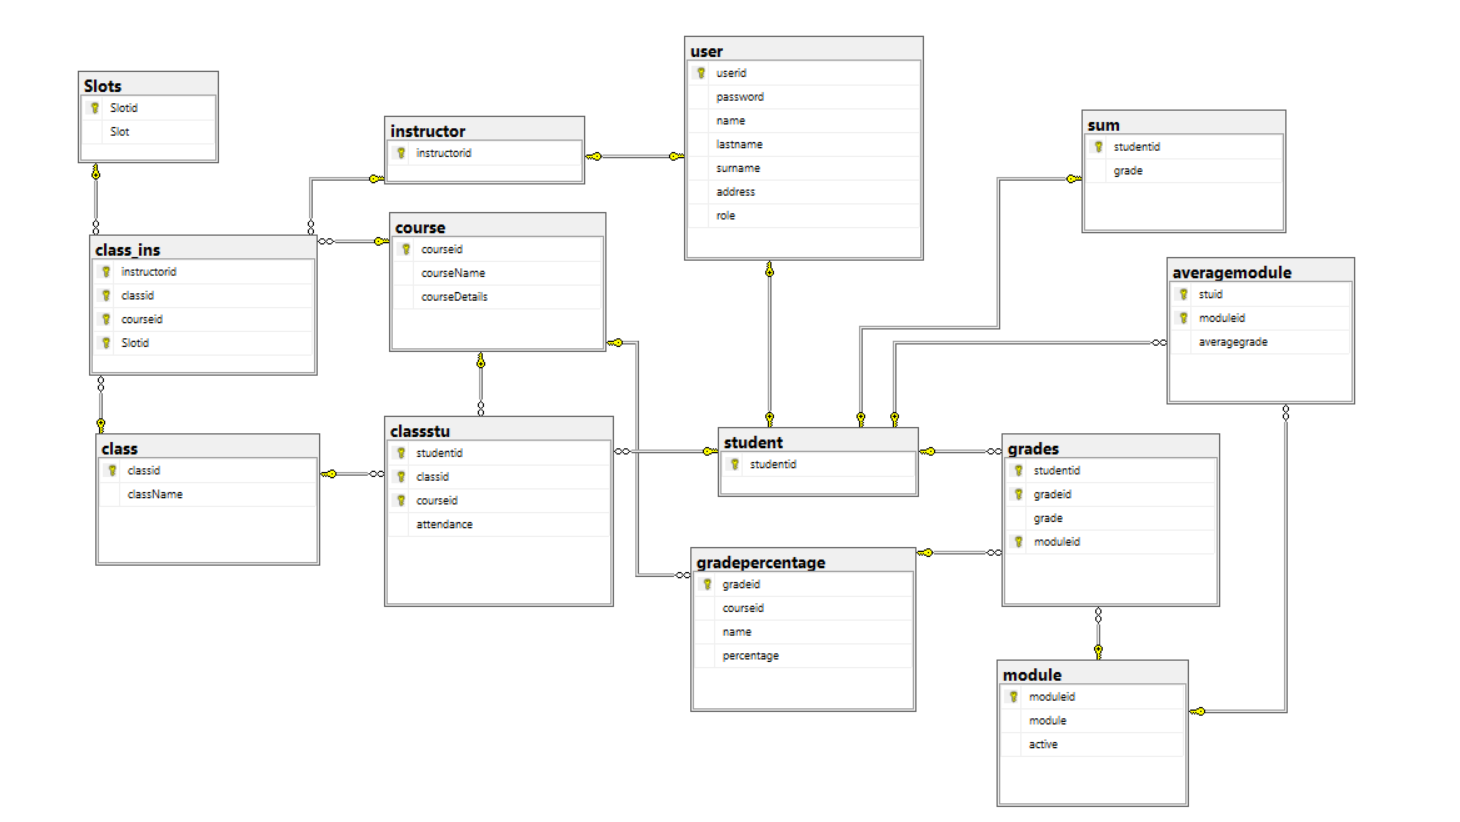 Slots
Slotid
Slot
instructor
instructorid
user
userid
password
name
lastname
surname
address
role
sum
studentid
grade
class_ins
instructorid
classid
courseid
Slotid
course
courseid
courseName
courseDetails
averagemodule
stuid
moduleid
averagegrade
class
classid
className
classstu
studentid
classid
courseid
attendance
student
studentid
grades
studentid
gradeid
grade
moduleid
gradepercentage
gradeid
courseid
name
percentage
module
moduleid
module
active